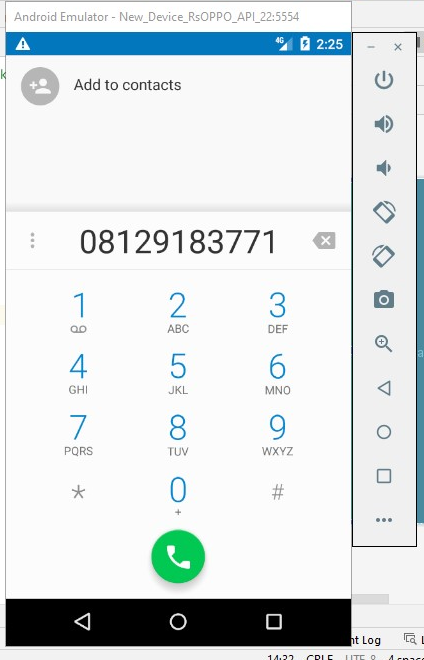 Android Emulator - New_Device_RsOPPO_API_22:5554
4G 2:25
Add to contacts
08129183771
1 2 3
ABC DEF
4 5 6
GHI JKL MNO
7 8 9
PQRS TUV WXYZ
* 0 #
+
nt Log
14:32 CRLF UTF-8 4 spac